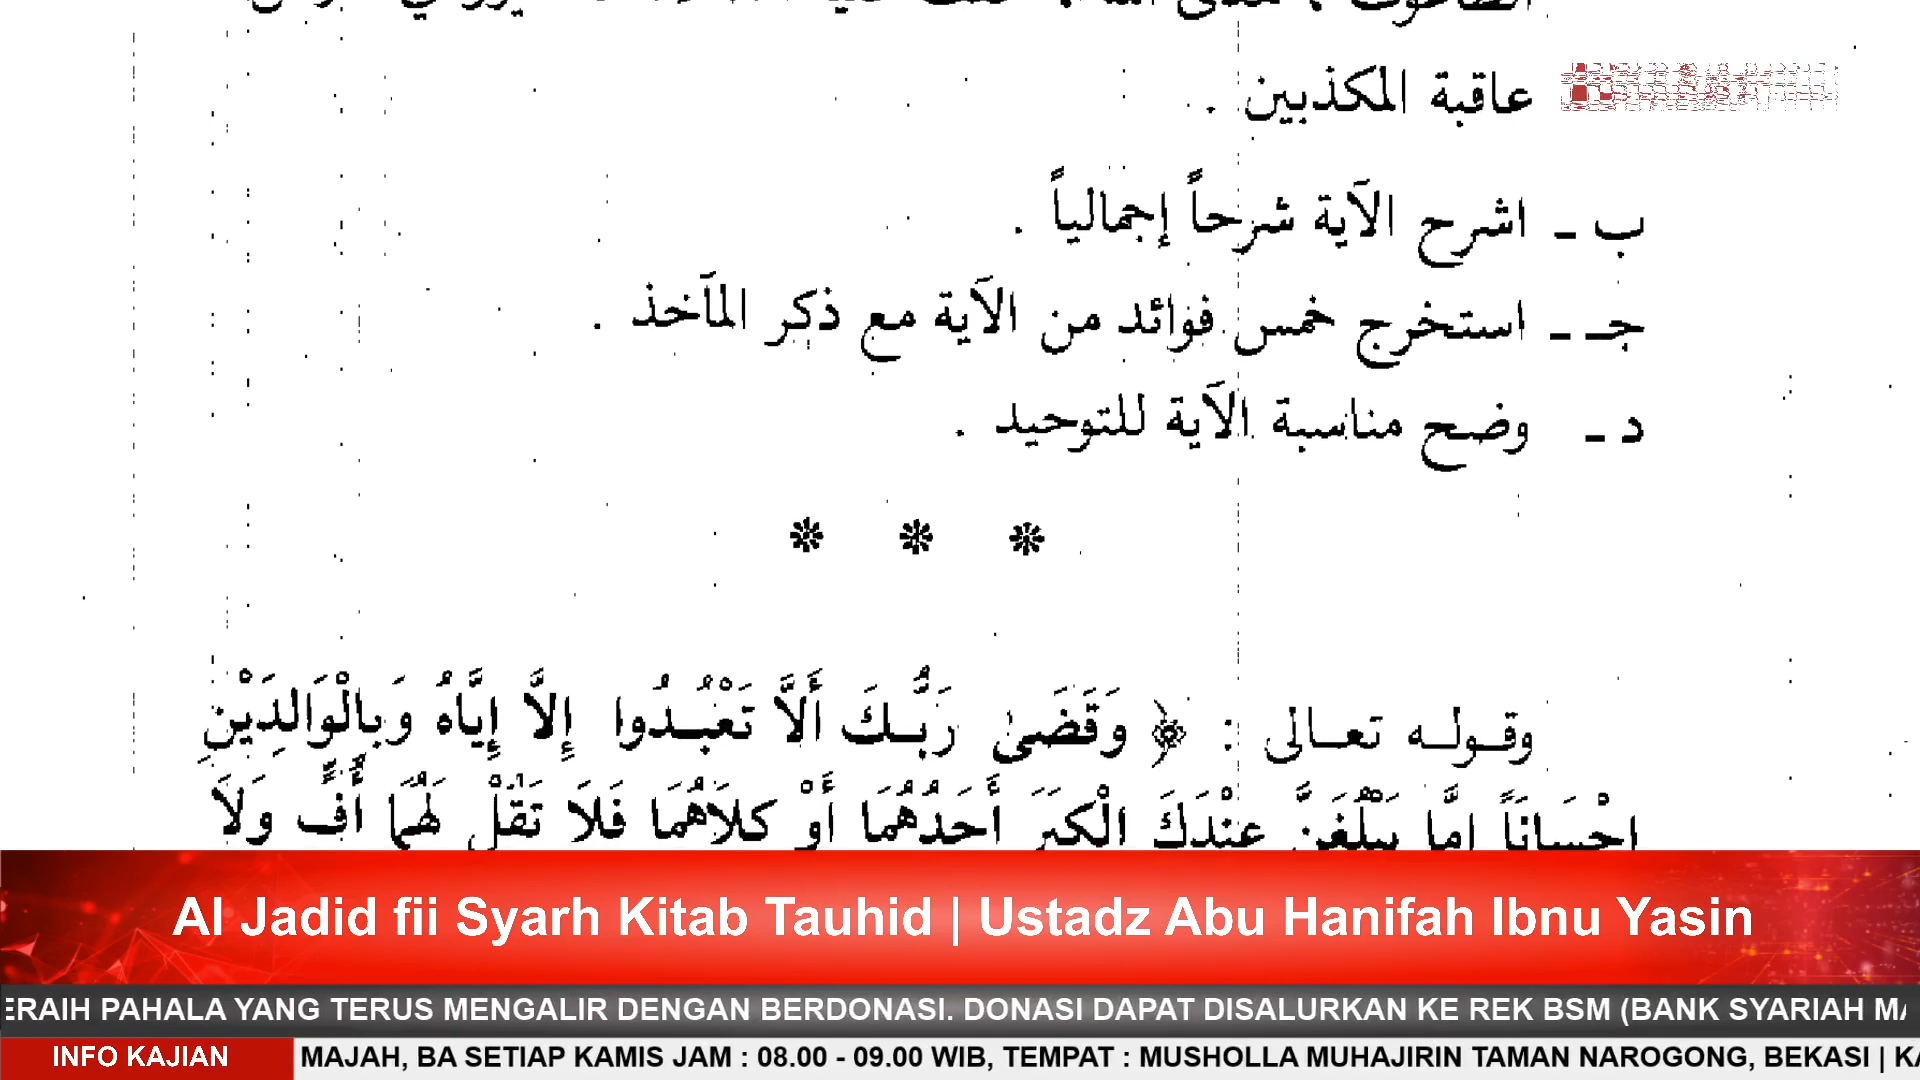 عاقبة المكذبين .
ب ـ اشرح الآية شرحاً إجمالياً .
جـ ـ استخرج خمس فوائد من الآية مع ذكر المآخذ .
د ـ وضح مناسبة الآية للتوحيد .
* * *
وقوله تعالى : ﴿ وَقَضَىٰ رَبُّكَ أَلَّا تَعْبُدُوا إِلَّا إِيَّاهُ وَبِالْوَالِدَيْنِ
إِحْسَانَاً إِمَّا يَبْلُغَنَّ عِنْدَكَ الْكِبَرَ أَحَدُهُمَا أَوْ كِلَاهُمَا فَلَا تَقُلْ لَهُمَا أُفٍّ وَلَا
Al Jadid fii Syarh Kitab Tauhid | Ustadz Abu Hanifah Ibnu Yasin
ERAIH PAHALA YANG TERUS MENGALIR DENGAN BERDONASI. DONASI DAPAT DISALURKAN KE REK BSM (BANK SYARIAH MA
INFO KAJIAN MAJAH, BA SETIAP KAMIS JAM : 08.00 - 09.00 WIB, TEMPAT : MUSHOLLA MUHAJIRIN TAMAN NAROGONG, BEKASI | KA